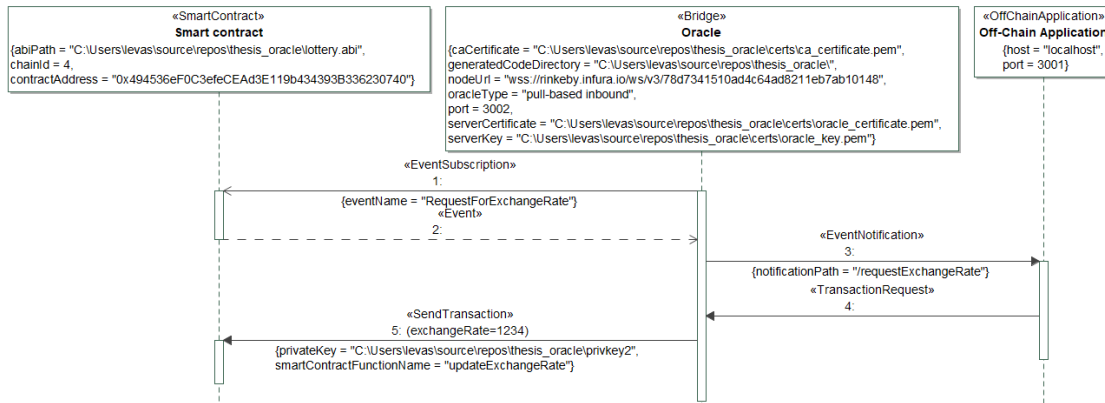 «SmartContract»
Smart contract
{abiPath = "C:\Users\levas\source\repos\thesis_oracle\lottery.abi",
chainId = 4,
contractAddress = "0x494536eF0C3efeCEAd3E119b434393B336230740"}
«Bridge»
Oracle
{caCertificate = "C:\Users\levas\source\repos\thesis_oracle\certs\ca_certificate.pem",
generatedCodeDirectory = "C:\Users\levas\source\repos\thesis_oracle\",
nodeUrl = "wss://rinkeby.infura.io/ws/v3/78d7341510ad4c64ad8211eb7ab10148",
oracleType = "pull-based inbound",
port = 3002,
serverCertificate = "C:\Users\levas\source\repos\thesis_oracle\certs\oracle_certificate.pem",
serverKey = "C:\Users\levas\source\repos\thesis_oracle\certs\oracle_key.pem"}
«OffChainApplication»
Off-Chain Application
{host = "localhost",
port = 3001}
«EventSubscription»
1:
{eventName = "RequestForExchangeRate"}
«Event»
2:
«EventNotification»
3:
{notificationPath = "/requestExchangeRate"}
«TransactionRequest»
4:
«SendTransaction»
5: (exchangeRate=1234)
{privateKey = "C:\Users\levas\source\repos\thesis_oracle\privkey2",
smartContractFunctionName = "updateExchangeRate"}